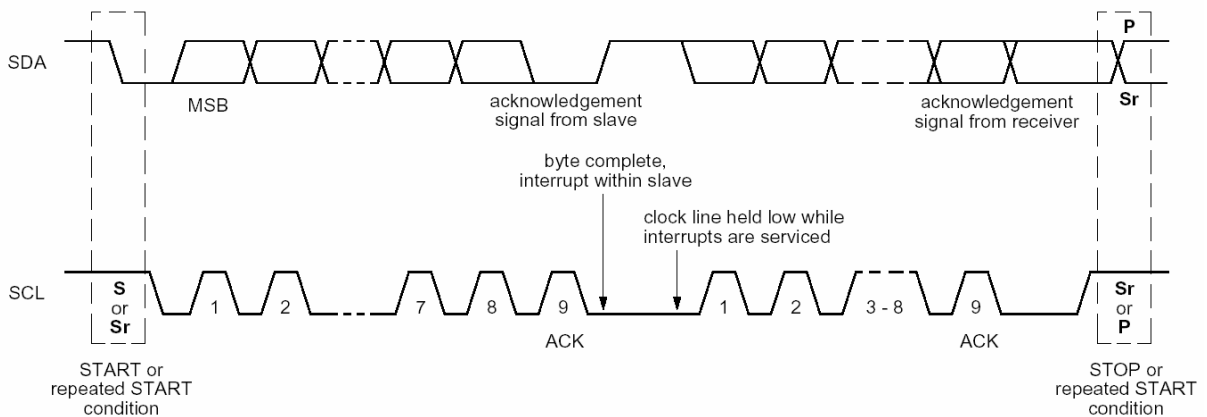 P
SDA
MSB
acknowledgement
signal from slave
acknowledgement
signal from receiver
Sr
byte complete,
interrupt within slave
clock line held low while
interrupts are serviced
SCL
S
or
Sr
1
2
7
8
9
1
2
3 - 8
9
Sr
or
P
ACK
ACK
START or
repeated START
condition
STOP or
repeated START
condition